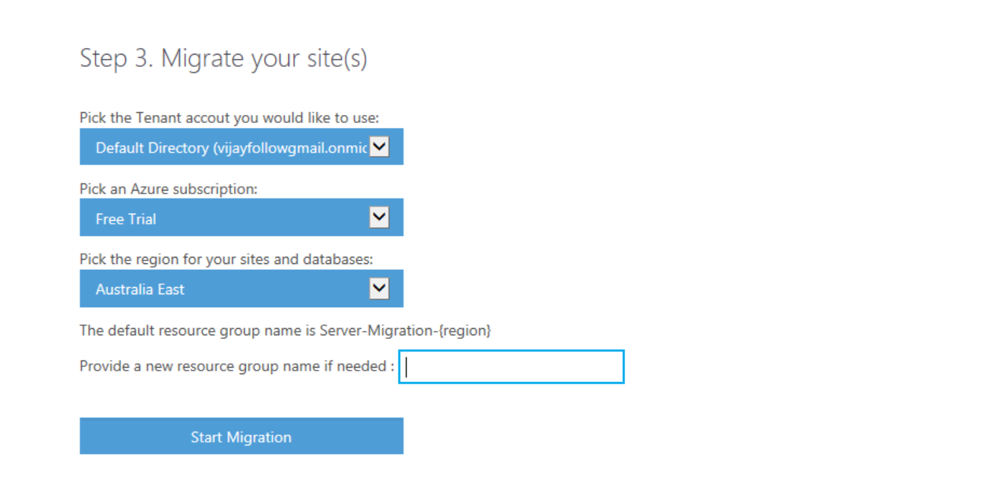 Step 3. Migrate your site(s)
Pick the Tenant accout you would like to use:
Default Directory (vijayfollowgmail.onmic
Pick an Azure subscription:
Free Trial
Pick the region for your sites and databases:
Australia East
The default resource group name is Server-Migration-{region}
Provide a new resource group name if needed :
Start Migration